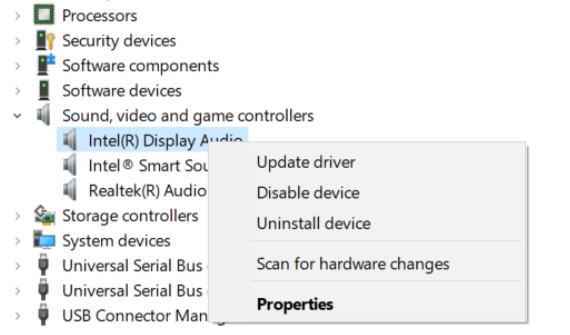 Processors
Security devices
Software components
Software devices
Sound, video and game controllers
Intel(R) Display Audio
Intel® Smart Sou
Realtek(R) Audio
Storage controllers
System devices
Universal Serial Bus
Universal Serial Bus
USB Connector Manag
Update driver
Disable device
Uninstall device
Scan for hardware changes
Properties